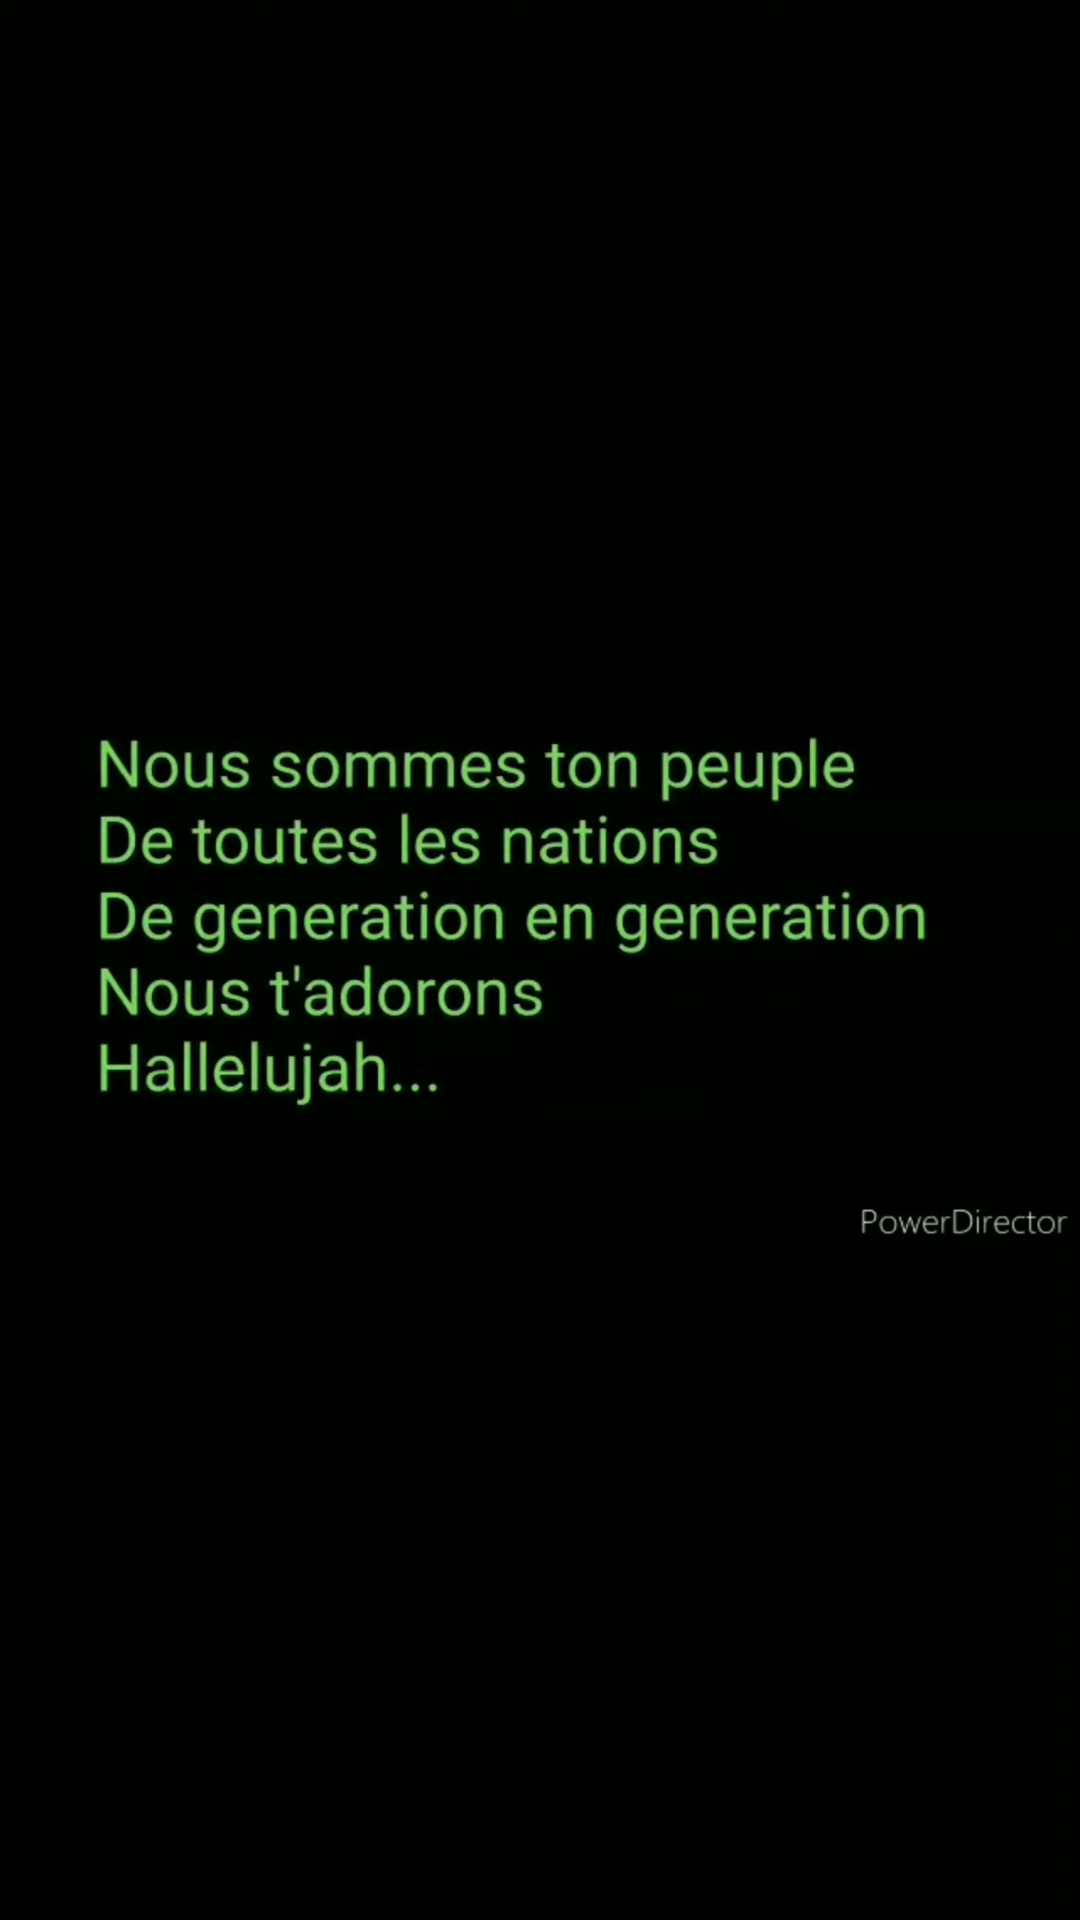 Nous sommes ton peuple
De toutes les nations
De generation en generation
Nous t'adorons
Hallelujah...
PowerDirector